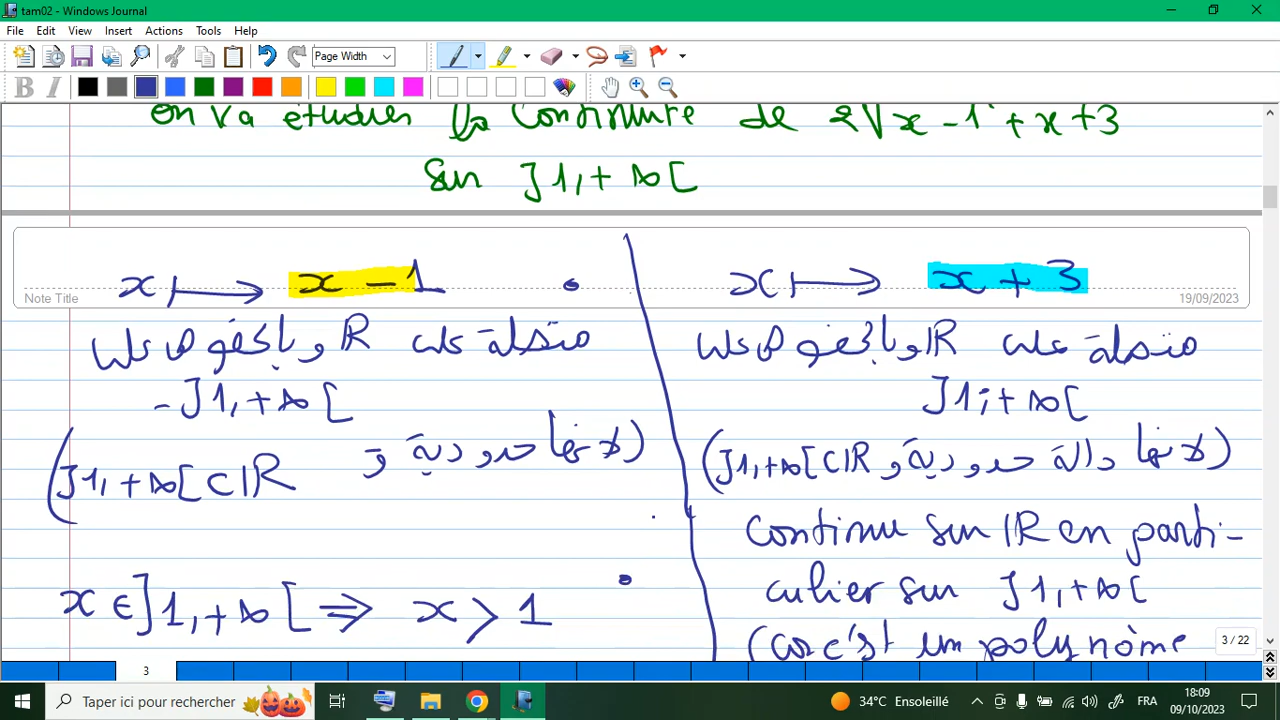 tam02 - Windows Journal
File Edit View Insert Actions Tools Help
Page Width
B I
On va étudier la continuité de 2√x-1 + x+3
Sur ]1,+∞[
x ⟼ x-1
متصلة على ℝ و بالخصوص على
]1,+∞[
(لأنها حدودية و
]1,+∞[ ⊂ ℝ
x ∈ ]1,+∞[ ⇒ x > 1
x ⟼ x+3
متصلة على ℝ و بالخصوص على
]1;+∞[
(لأنها دالة حدودية و ]1,+∞[ ⊂ ℝ)
continue sur ℝ en parti-
culier sur ]1,+∞[
(car c'est un polynôme
Note Title
19/09/2023
3 / 22
3
Taper ici pour rechercher
34°C Ensoleillé
FRA
18:09
09/10/2023